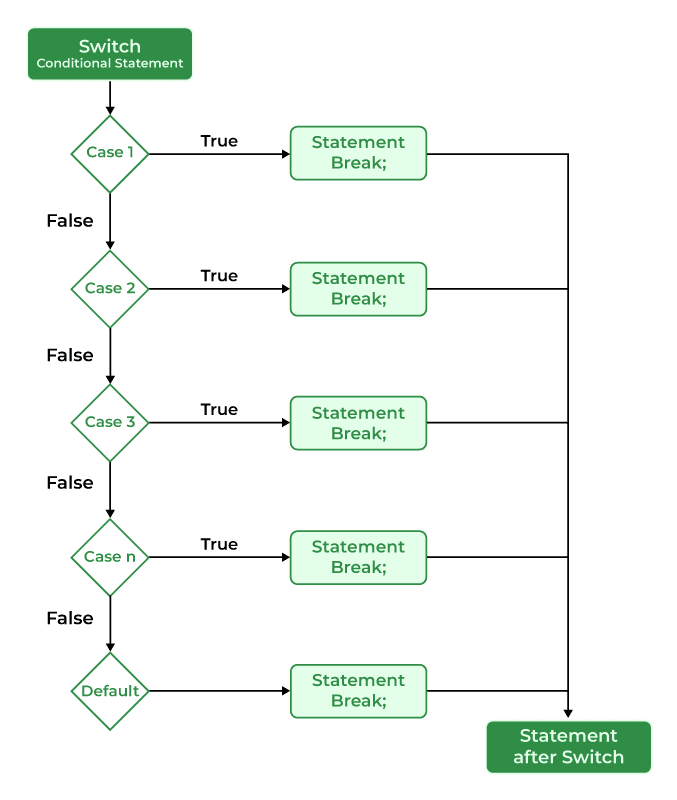 Switch
Conditional Statement
Case 1
True
Statement
Break;
False
Case 2
True
Statement
Break;
False
Case 3
True
Statement
Break;
False
Case n
True
Statement
Break;
False
Default
Statement
Break;
Statement
after Switch